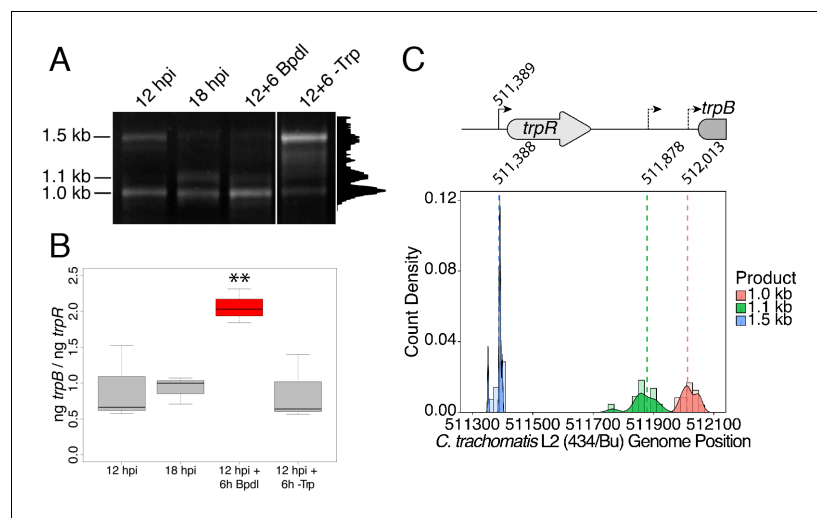 A
12 hpi
18 hpi
12+6 Bpdl
12+6 -Trp
1.5 kb
1.1 kb
1.0 kb
B
ng trpB / ng trpR
2.5
2.0
1.5
1.0
0.5
0.0
**
12 hpi
18 hpi
12 hpi +
6h Bpdl
12 hpi +
6h -Trp
C
511,389
trpR
trpB
511,388
511,878
512,013
Count Density
0.12
0.08
0.04
0.00
511300 511500 511700 511900 512100
C. trachomatis L2 (434/Bu) Genome Position
Product
1.0 kb
1.1 kb
1.5 kb